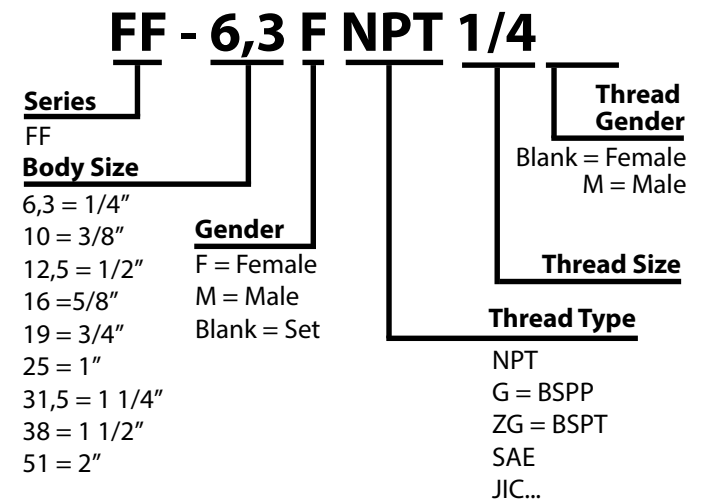 FF - 6,3 F NPT 1/4
Series
FF
Body Size
6,3 = 1/4”
10 = 3/8”
12,5 = 1/2”
16 =5/8”
19 = 3/4”
25 = 1”
31,5 = 1 1/4”
38 = 1 1/2”
51 = 2”
Gender
F = Female
M = Male
Blank = Set
Thread
Gender
Blank = Female
M = Male
Thread Size
Thread Type
NPT
G = BSPP
ZG = BSPT
SAE
JIC...